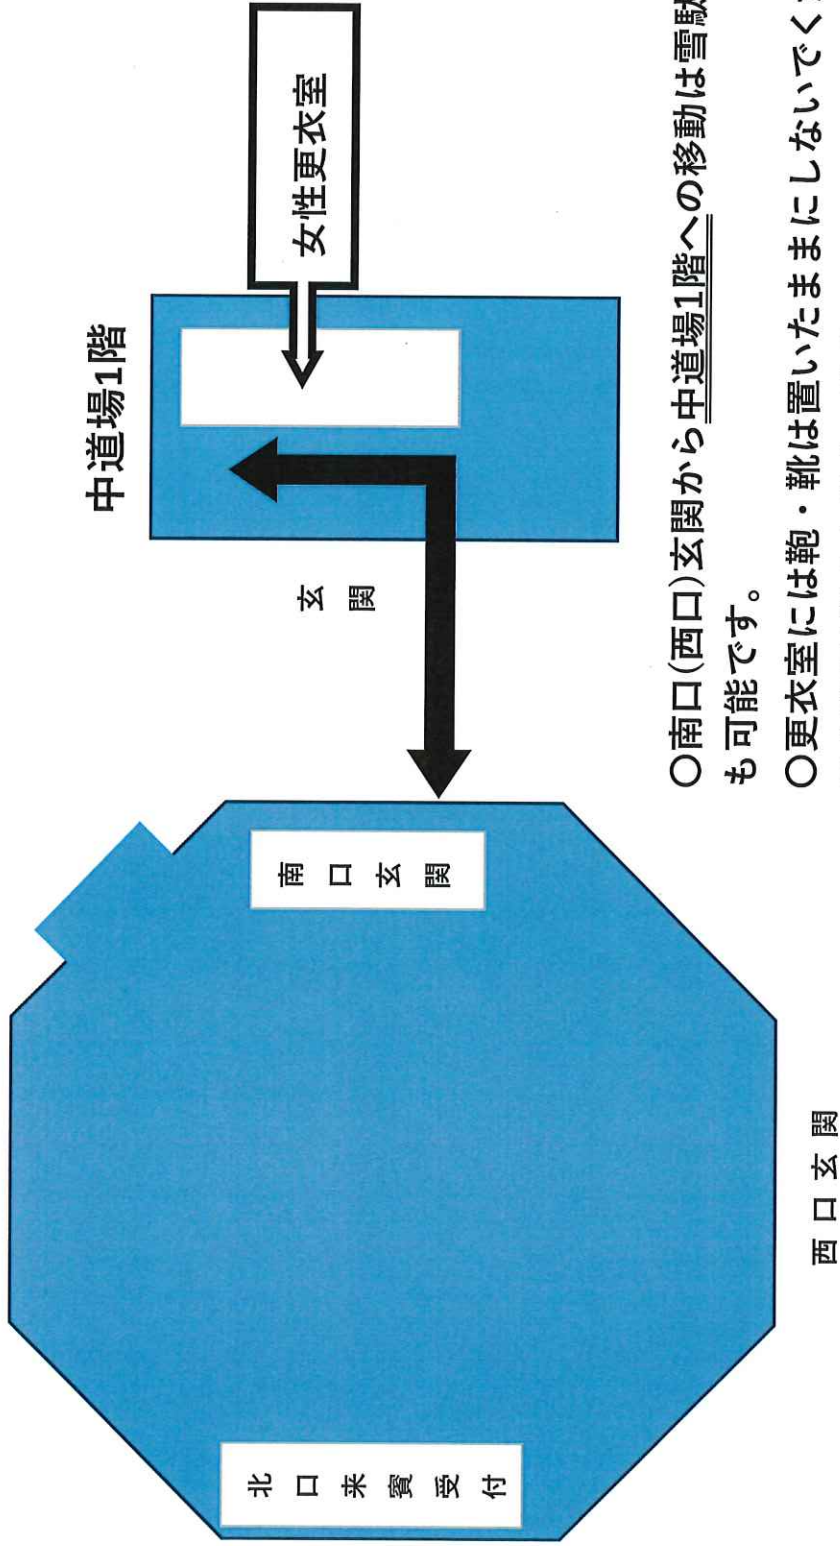 中道場1階
女性更衣室
玄関
南口玄関
北口来賓受付
西口玄関
○南口(西口)玄関から中道場1階への移動は雪駄
も可能です。
○更衣室には鞄・靴は置いたままにしないでく